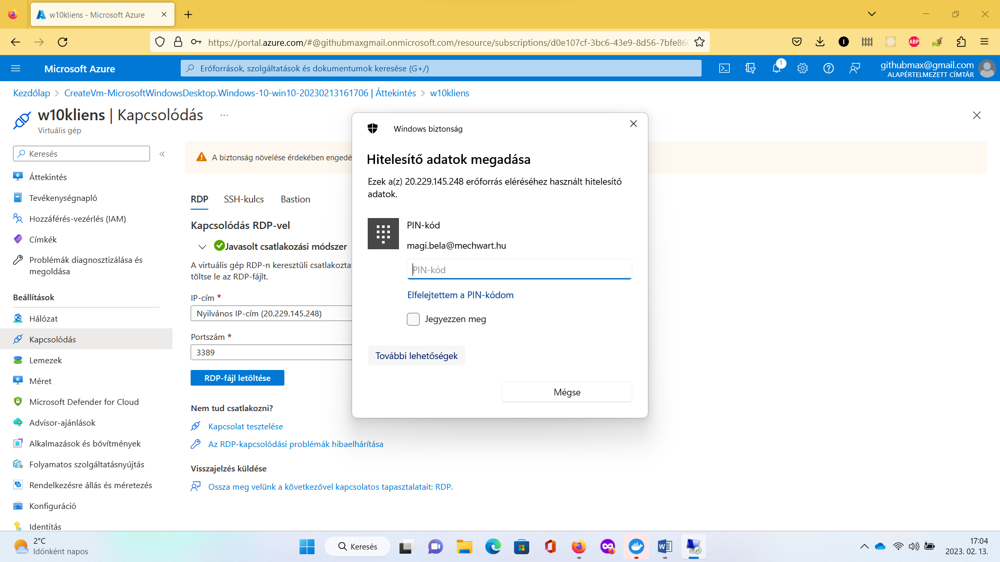 w10kliens - Microsoft Azure
https://portal.azure.com/#@githubmaxgmail.onmicrosoft.com/resource/subscriptions/d0e107cf-3bc6-43e9-8d56-7bfe86
ABP
Microsoft Azure
Erőforrások, szolgáltatások és dokumentumok keresése (G+/)
1
githubmax@gmail.com
ALAPÉRTELMEZETT CÍMTÁR
Kezdőlap > CreateVm-MicrosoftWindowsDesktop.Windows-10-win10-20230213161706 | Áttekintés > w10kliens
w10kliens | Kapcsolódás ...
Virtuális gép
Keresés
Áttekintés
Tevékenységnapló
Hozzáférés-vezérlés (IAM)
Címkék
Problémák diagnosztizálása és
megoldása
Beállítások
Hálózat
Kapcsolódás
Lemezek
Méret
Microsoft Defender for Cloud
Advisor-ajánlások
Alkalmazások és bővítmények
Folyamatos szolgáltatásnyújtás
Rendelkezésre állás és méretezés
Konfiguráció
Identitás
A biztonság növelése érdekében engedé
RDP SSH-kulcs Bastion
Kapcsolódás RDP-vel
Javasolt csatlakozási módszer
A virtuális gép RDP-n keresztüli csatlakozta
töltse le az RDP-fájlt.
IP-cím *
Nyilvános IP-cím (20.229.145.248)
Portszám *
3389
RDP-fájl letöltése
Nem tud csatlakozni?
Kapcsolat tesztelése
Az RDP-kapcsolódási problémák hibaelhárítása
Visszajelzés küldése
Ossza meg velünk a következővel kapcsolatos tapasztalatait: RDP.
Windows biztonság
Hitelesítő adatok megadása
Ezek a(z) 20.229.145.248 erőforrás eléréséhez használt hitelesítő
adatok.
PIN-kód
magi.bela@mechwart.hu
PIN-kód
Elfelejtettem a PIN-kódom
Jegyezzen meg
További lehetőségek
Mégse
2°C
Időnként napos
Keresés
17:04
2023. 02. 13.